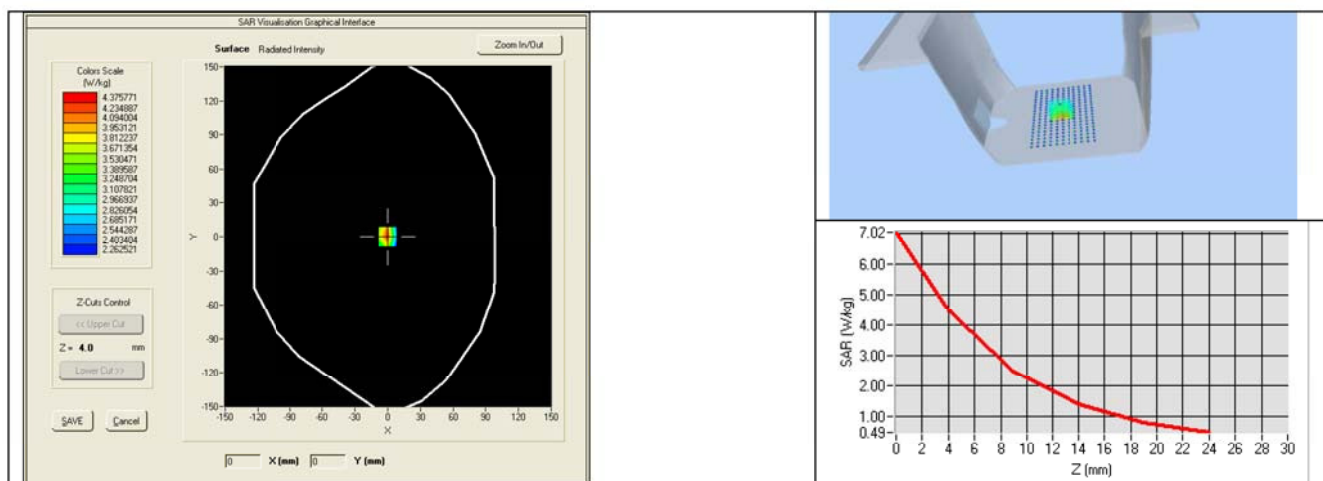 SAR Visualisation Graphical Interface
Surface Radiated Intensity
Zoom In/Out
Colors Scale
(W/kg)
4.375771
4.234887
4.094004
3.953121
3.812237
3.671354
3.530471
3.389587
3.248704
3.107821
2.966937
2.826054
2.685171
2.544287
2.403404
2.262521
Z-Cuts Control
<< Upper Cut
Z = 4.0 mm
Lower Cut >>
SAVE Cancel
Y
150
120
90
60
30
0
-30
-60
-90
-120
-150
-150 -120 -90 -60 -30 0 30 60 90 120 150
X
0 X (mm) 0 Y (mm)
SAR (W/kg)
7.02
6.00
5.00
4.00
3.00
2.00
1.00
0.49
0 2 4 6 8 10 12 14 16 18 20 22 24 26 28 30
Z (mm)